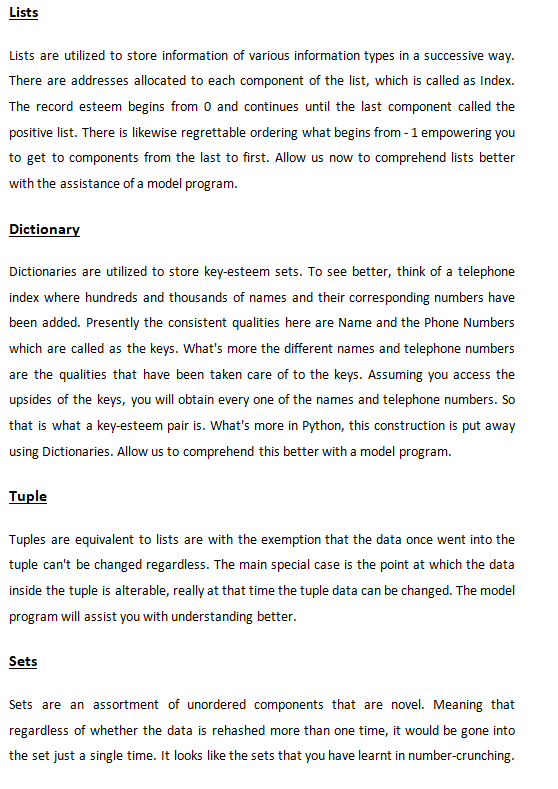 Lists
Lists are utilized to store information of various information types in a successive way.
There are addresses allocated to each component of the list, which is called as Index.
The record esteem begins from 0 and continues until the last component called the
positive list. There is likewise regrettable ordering what begins from - 1 empowering you
to get to components from the last to first. Allow us now to comprehend lists better
with the assistance of a model program.
Dictionary
Dictionaries are utilized to store key-esteem sets. To see better, think of a telephone
index where hundreds and thousands of names and their corresponding numbers have
been added. Presently the consistent qualities here are Name and the Phone Numbers
which are called as the keys. What's more the different names and telephone numbers
are the qualities that have been taken care of to the keys. Assuming you access the
upsides of the keys, you will obtain every one of the names and telephone numbers. So
that is what a key-esteem pair is. What's more in Python, this construction is put away
using Dictionaries. Allow us to comprehend this better with a model program.
Tuple
Tuples are equivalent to lists are with the exemption that the data once went into the
tuple can't be changed regardless. The main special case is the point at which the data
inside the tuple is alterable, really at that time the tuple data can be changed. The model
program will assist you with understanding better.
Sets
Sets are an assortment of unordered components that are novel. Meaning that
regardless of whether the data is rehashed more than one time, it would be gone into
the set just a single time. It looks like the sets that you have learnt in number-crunching.